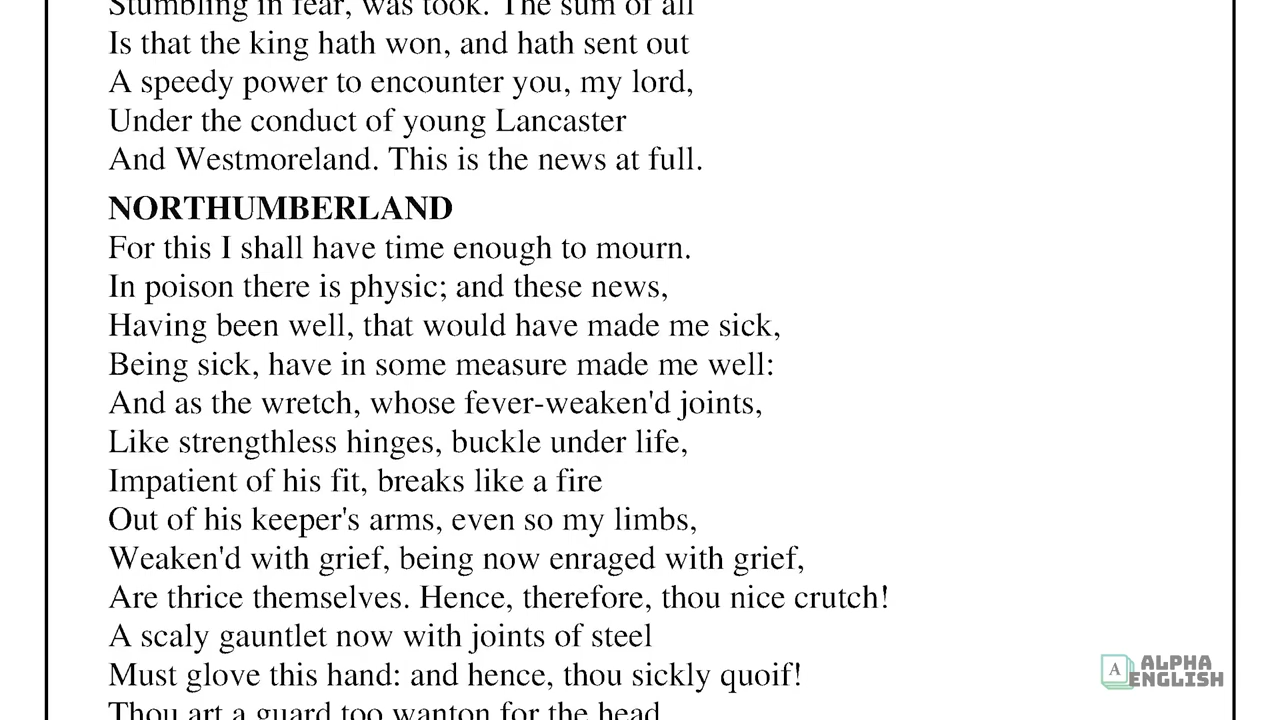 Stumbling in fear, was took. The sum of all
Is that the king hath won, and hath sent out
A speedy power to encounter you, my lord,
Under the conduct of young Lancaster
And Westmoreland. This is the news at full.
NORTHUMBERLAND
For this I shall have time enough to mourn.
In poison there is physic; and these news,
Having been well, that would have made me sick,
Being sick, have in some measure made me well:
And as the wretch, whose fever-weaken'd joints,
Like strengthless hinges, buckle under life,
Impatient of his fit, breaks like a fire
Out of his keeper's arms, even so my limbs,
Weaken'd with grief, being now enraged with grief,
Are thrice themselves. Hence, therefore, thou nice crutch!
A scaly gauntlet now with joints of steel
Must glove this hand: and hence, thou sickly quoif!
Thou art a guard too wanton for the head
A ALPHA
ENGLISH